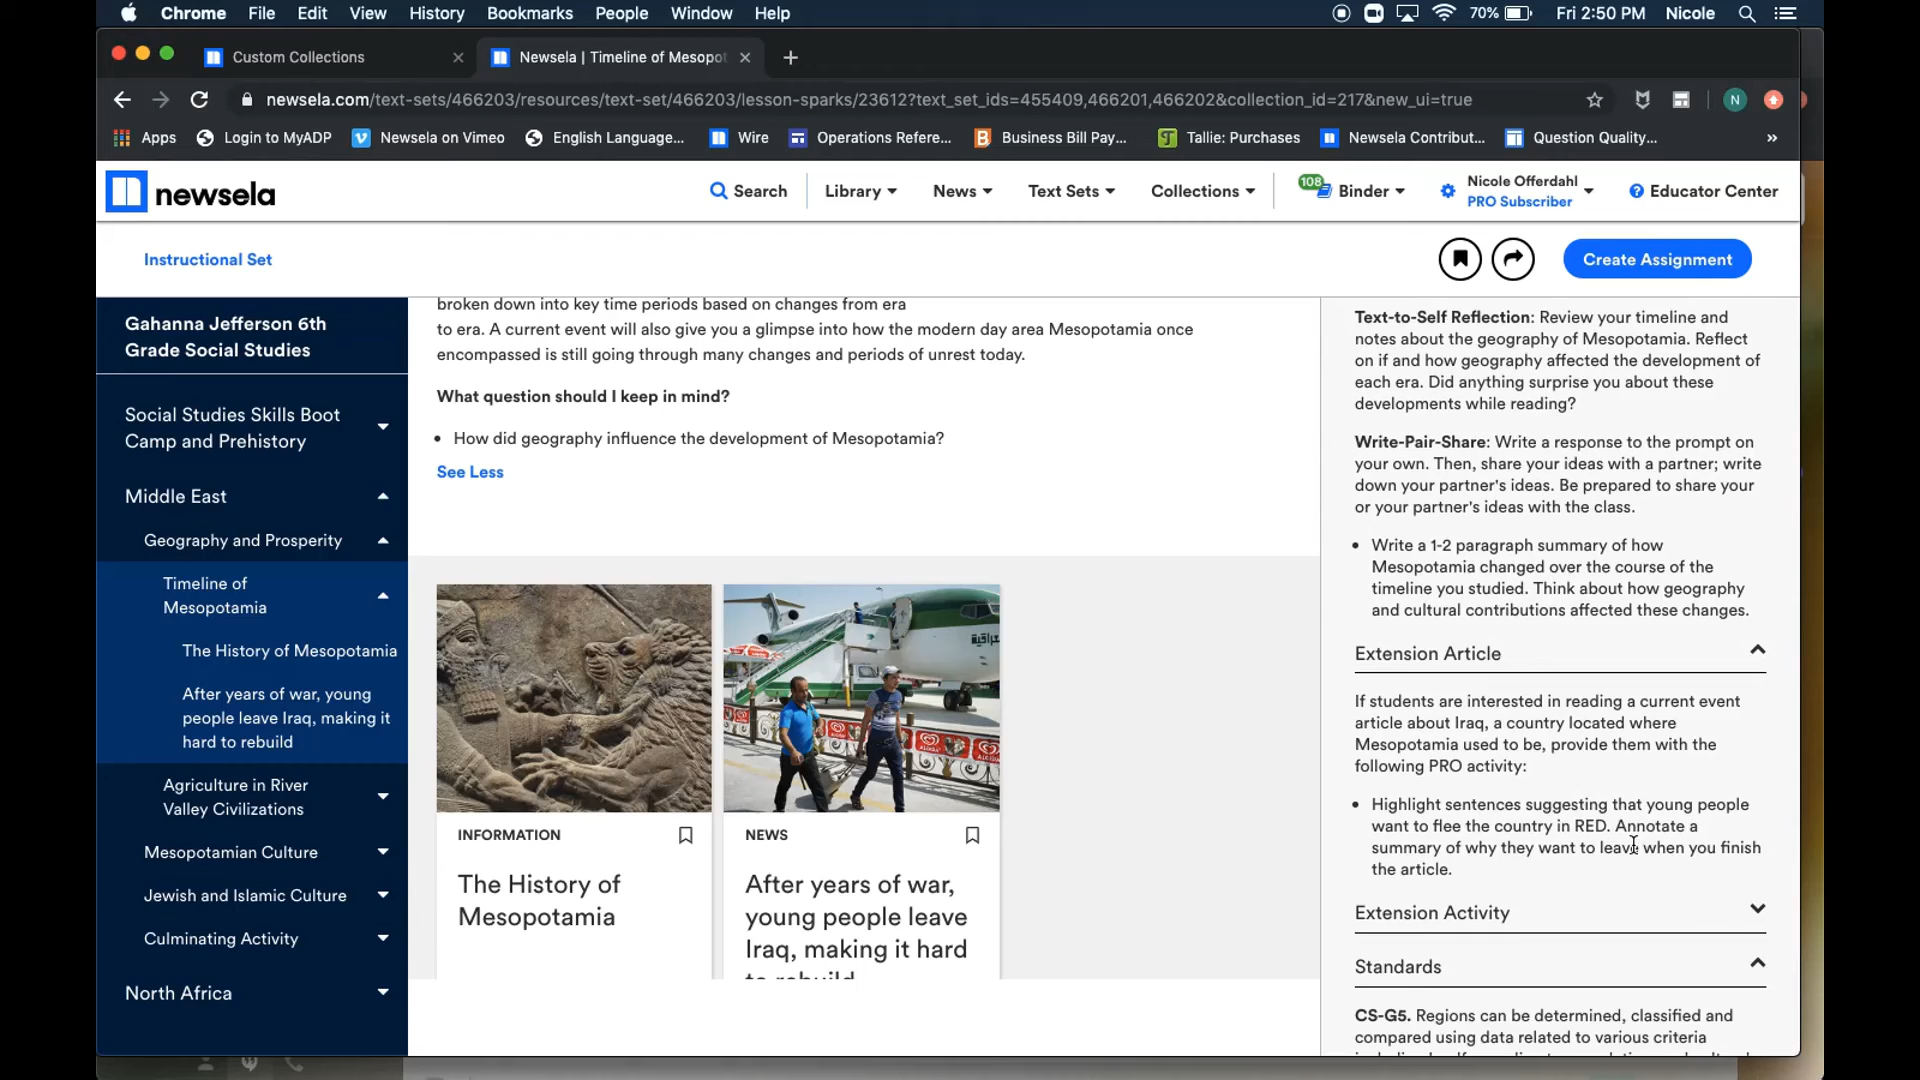 Chrome File Edit View History Bookmarks People Window Help 70% Fri 2:50 PM Nicole
Custom Collections Newsela | Timeline of Mesopot
newsela.com/text-sets/466203/resources/text-set/466203/lesson-sparks/23612?text_set_ids=455409,466201,466202&collection_id=217&new_ui=true N
Apps Login to MyADP Newsela on Vimeo English Language... Wire Operations Refere... Business Bill Pay... Tallie: Purchases Newsela Contribut... Question Quality... »
newsela Search Library News Text Sets Collections 108 Binder Nicole Offerdahl Educator Center
PRO Subscriber
Instructional Set Create Assignment
Gahanna Jefferson 6th
Grade Social Studies
Social Studies Skills Boot
Camp and Prehistory
Middle East
Geography and Prosperity
Timeline of
Mesopotamia
The History of Mesopotamia
After years of war, young
people leave Iraq, making it
hard to rebuild
Agriculture in River
Valley Civilizations
Mesopotamian Culture
Jewish and Islamic Culture
Culminating Activity
North Africa
broken down into key time periods based on changes from era
to era. A current event will also give you a glimpse into how the modern day area Mesopotamia once
encompassed is still going through many changes and periods of unrest today.
What question should I keep in mind?
• How did geography influence the development of Mesopotamia?
See Less
INFORMATION
The History of
Mesopotamia
NEWS
After years of war,
young people leave
Iraq, making it hard
to rebuild
Text-to-Self Reflection: Review your timeline and
notes about the geography of Mesopotamia. Reflect
on if and how geography affected the development of
each era. Did anything surprise you about these
developments while reading?
Write-Pair-Share: Write a response to the prompt on
your own. Then, share your ideas with a partner; write
down your partner's ideas. Be prepared to share your
or your partner's ideas with the class.
• Write a 1-2 paragraph summary of how
Mesopotamia changed over the course of the
timeline you studied. Think about how geography
and cultural contributions affected these changes.
Extension Article
If students are interested in reading a current event
article about Iraq, a country located where
Mesopotamia used to be, provide them with the
following PRO activity:
• Highlight sentences suggesting that young people
want to flee the country in RED. Annotate a
summary of why they want to leave when you finish
the article.
Extension Activity
Standards
CS-G5. Regions can be determined, classified and
compared using data related to various criteria